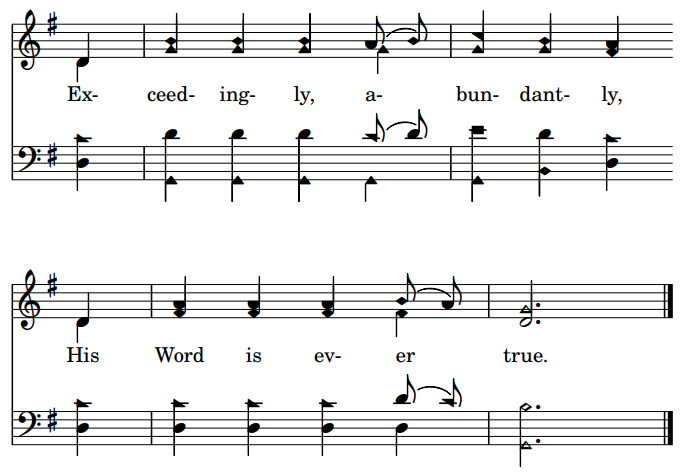 Ex- ceed- ing- ly, a- bun- dant- ly,
His Word is ev- er true.